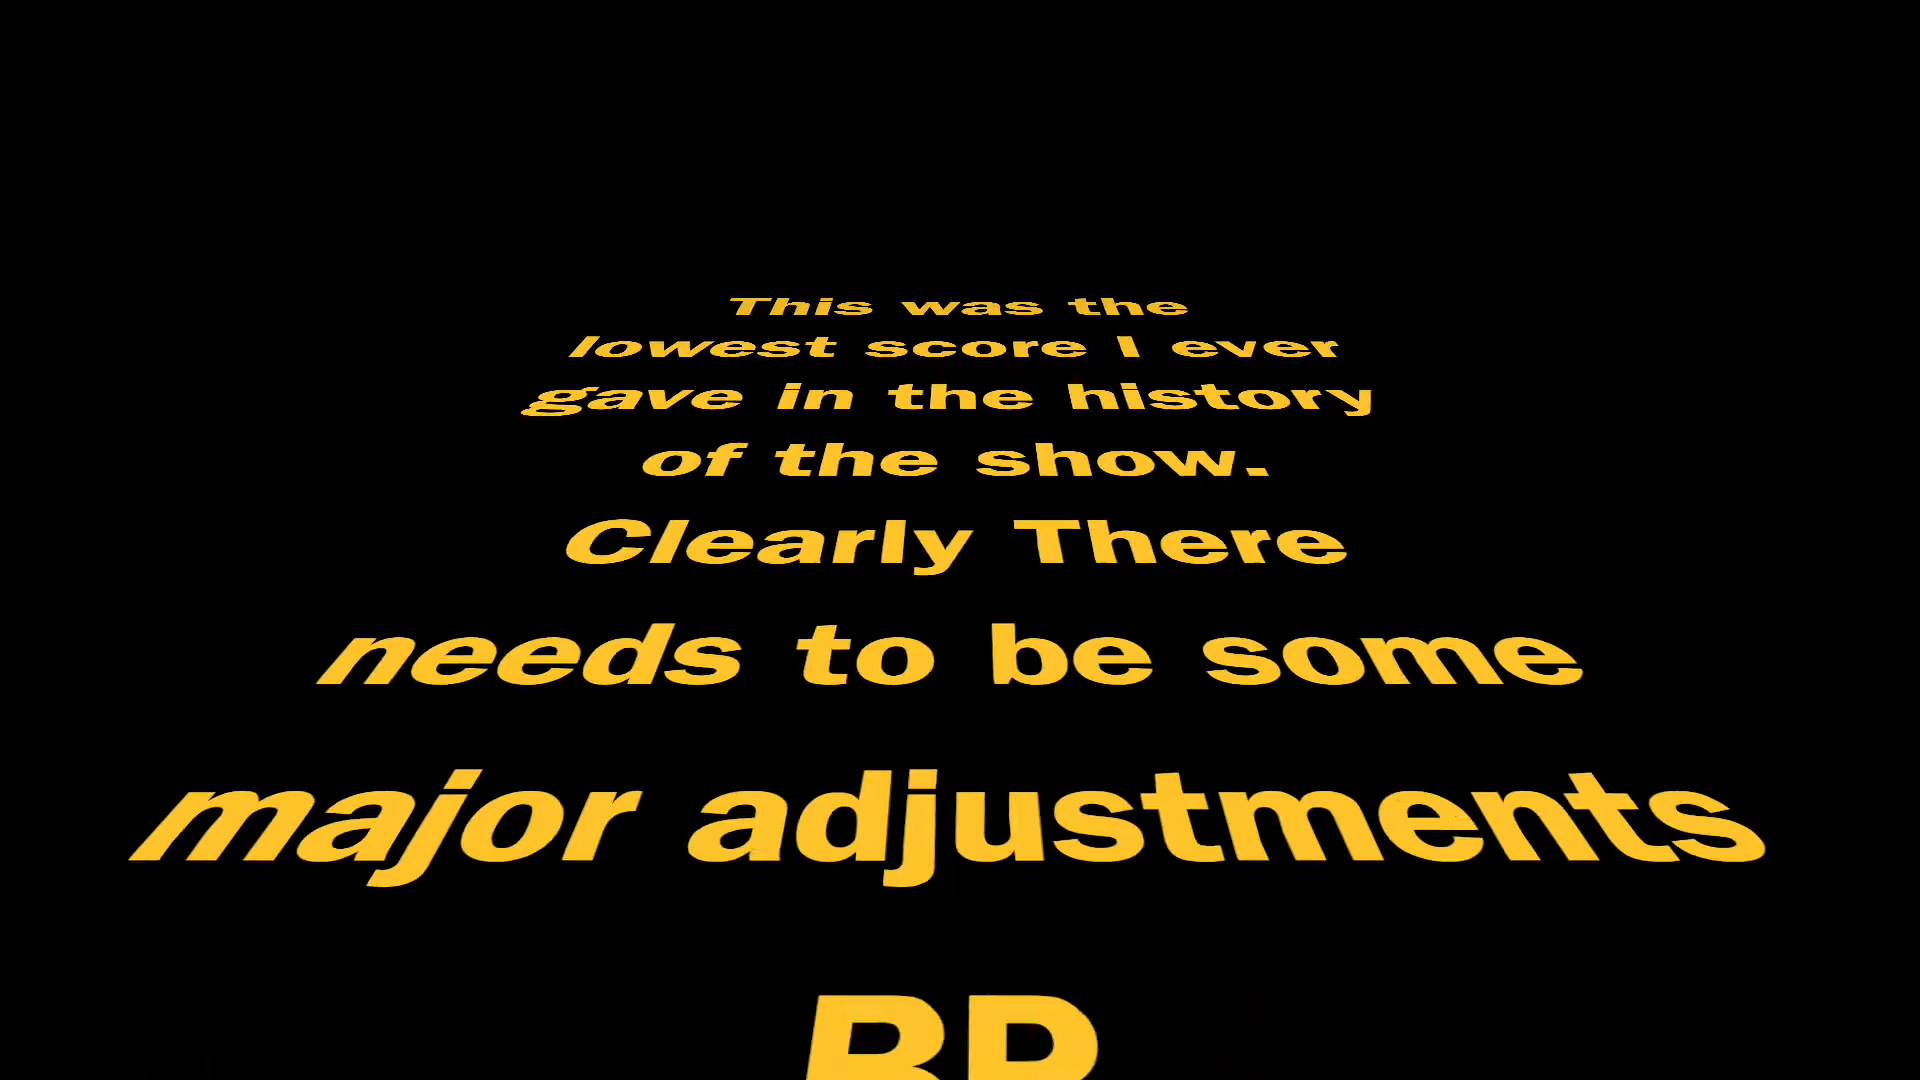 This was the
lowest score I ever
gave in the history
of the show.
Clearly There
needs to be some
major adjustments